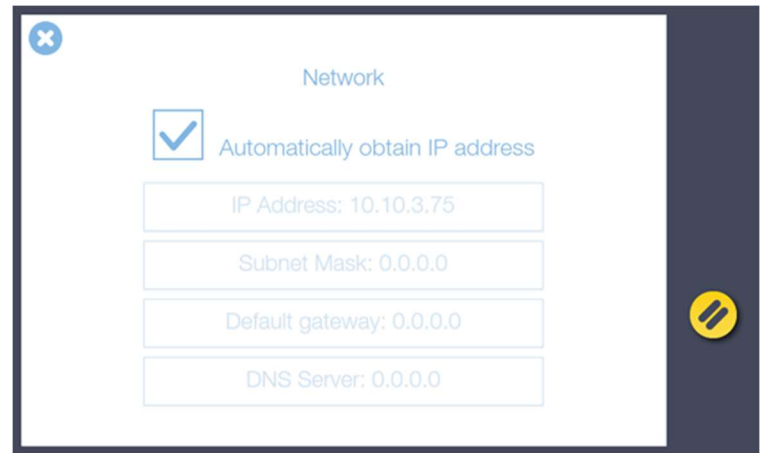 Network
Automatically obtain IP address
IP Address: 10.10.3.75
Subnet Mask: 0.0.0.0
Default gateway: 0.0.0.0
DNS Server: 0.0.0.0